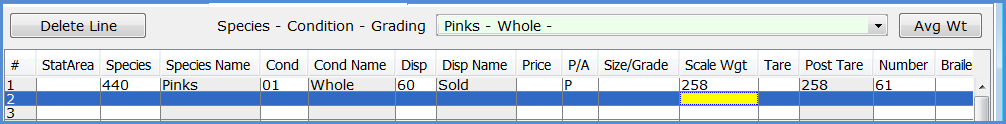 Delete Line Species - Condition - Grading Pinks - Whole - Avg Wt
# StatArea Species Species Name Cond Cond Name Disp Disp Name Price P/A Size/Grade Scale Wgt Tare Post Tare Number Braile
1 440 Pinks 01 Whole 60 Sold P 258 258 61
2
3